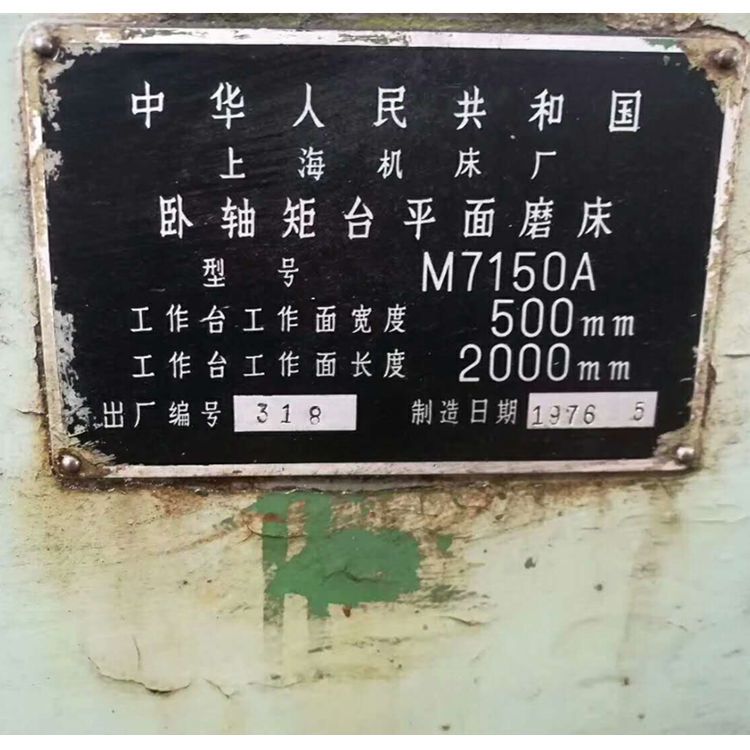 中华人民共和国
上海机床厂
卧轴矩台平面磨床
型号 M7150A
工作台工作面宽度 500mm
工作台工作面长度 2000mm
出厂编号 318 制造日期 1976 5